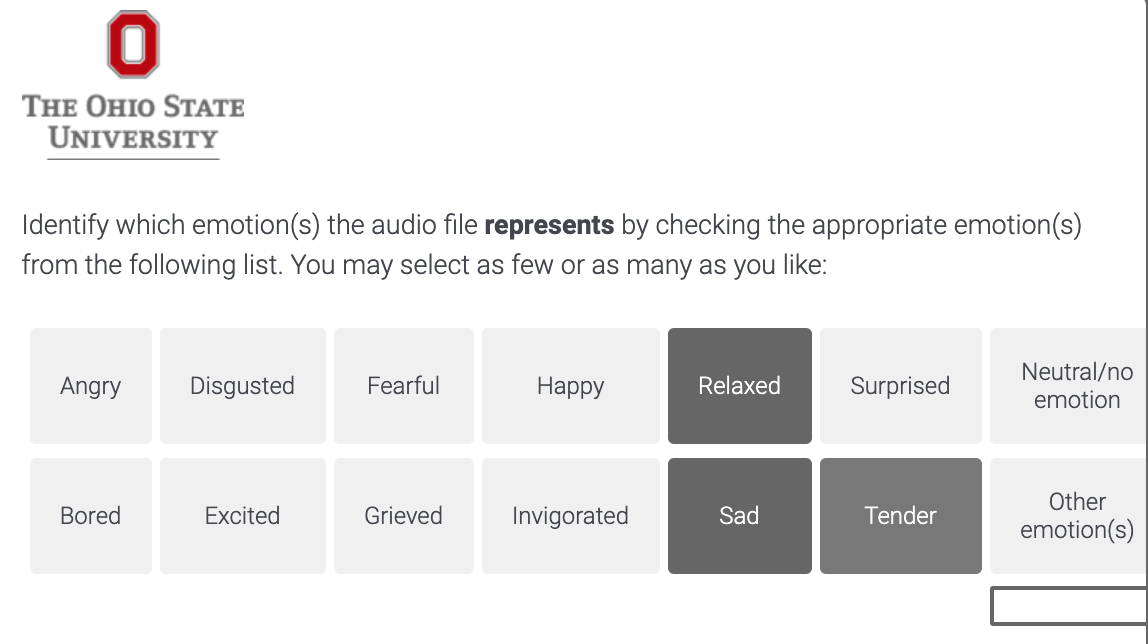 THE OHIO STATE
UNIVERSITY
Identify which emotion(s) the audio file represents by checking the appropriate emotion(s)
from the following list. You may select as few or as many as you like:
Angry
Disgusted
Fearful
Happy
Relaxed
Surprised
Neutral/no
emotion
Bored
Excited
Grieved
Invigorated
Sad
Tender
Other
emotion(s)